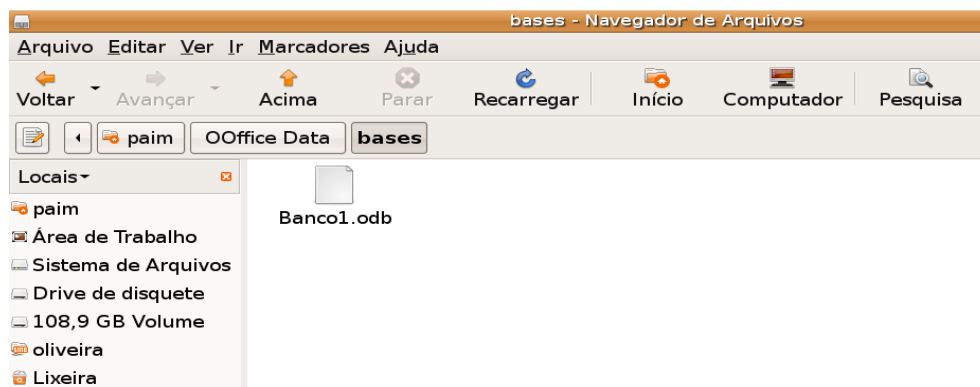 bases - Navegador de Arquivos
Arquivo Editar Ver Ir Marcadores Ajuda
Voltar Avançar Acima Parar Recarregar Início Computador Pesquisa
paim OOffice Data bases
Locais
paim
Área de Trabalho
Sistema de Arquivos
Drive de disquete
108,9 GB Volume
oliveira
Lixeira
Banco1.odb